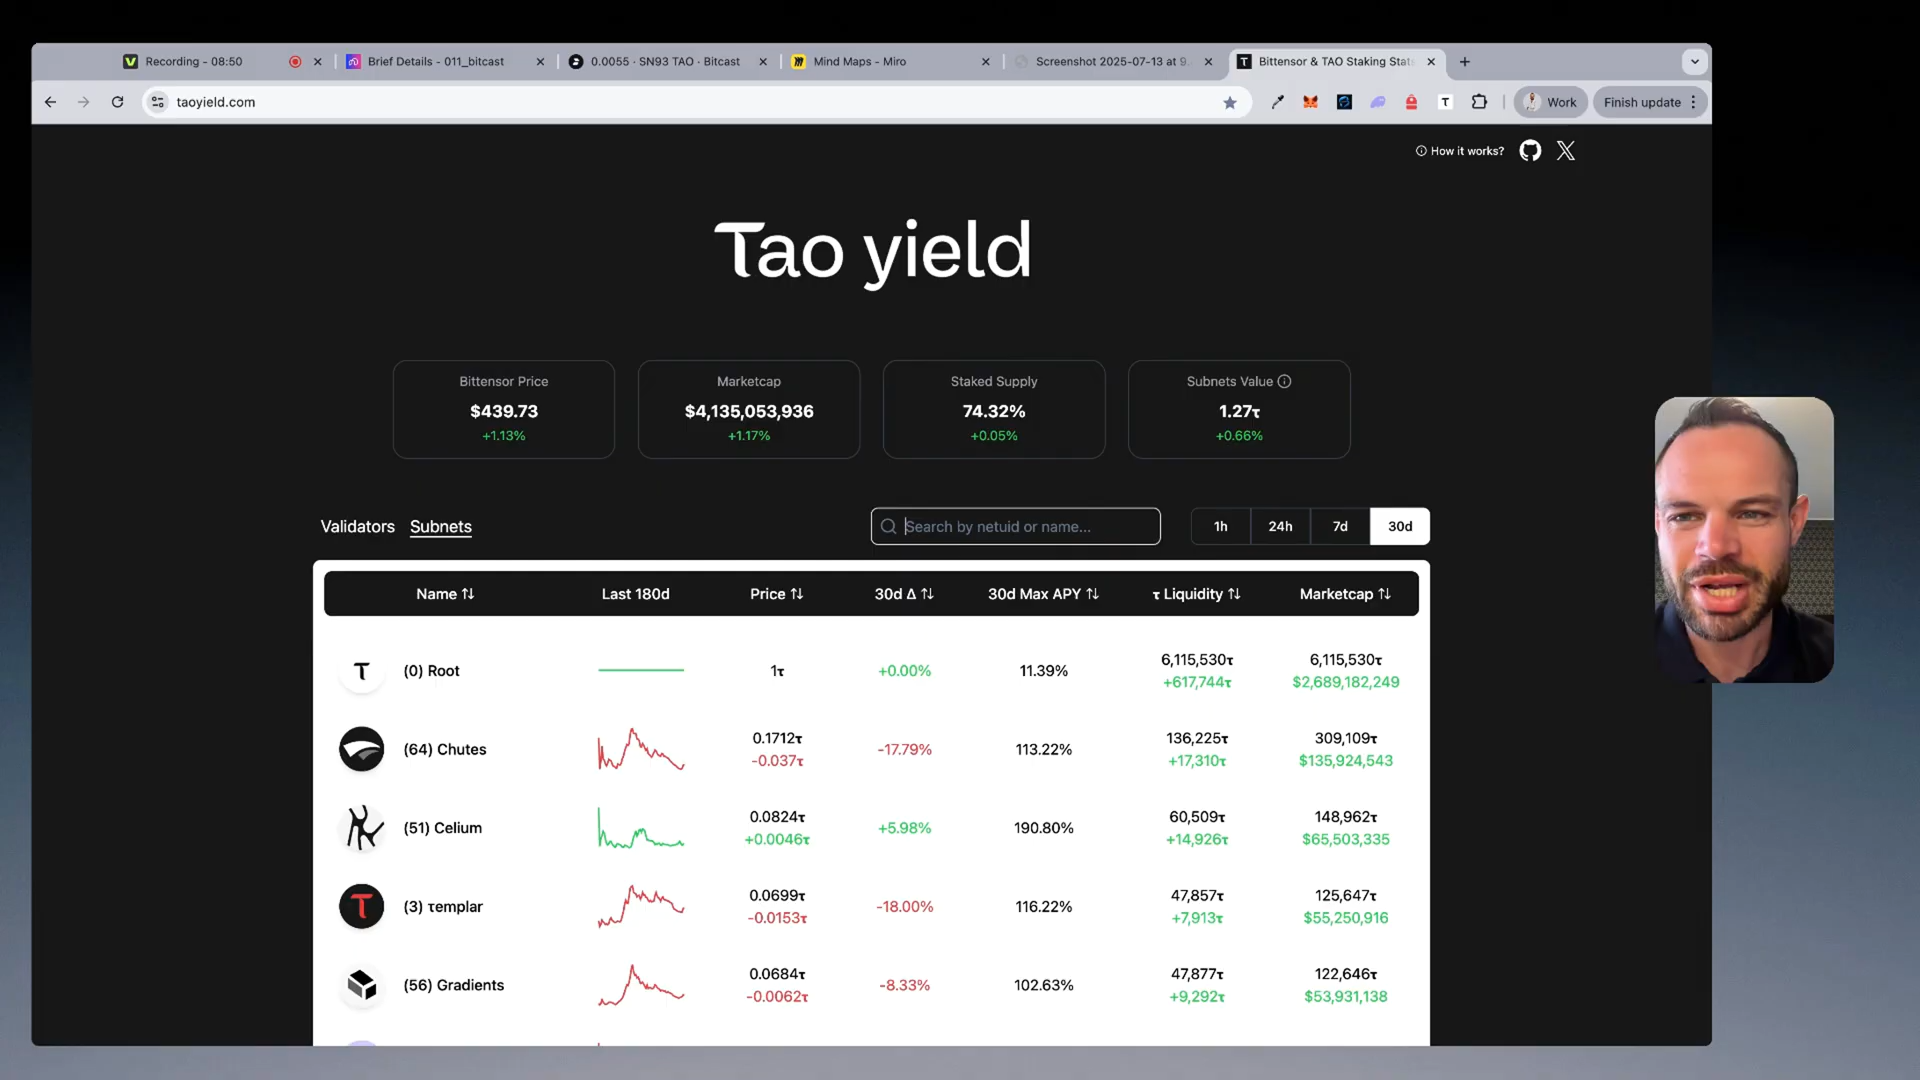 Recording - 08:50
Brief Details - 011_bitcast
0.0055 · SN93 TAO · Bitcast
Mind Maps - Miro
Screenshot 2025-07-13 at 9.
Bittensor & TAO Staking Stats
taoyield.com
Work
Finish update
How it works?
Tao yield
Bittensor Price
$439.73
+1.13%
Marketcap
$4,135,053,936
+1.17%
Staked Supply
74.32%
+0.05%
Subnets Value
1.27τ
+0.66%
Validators
Subnets
Search by netuid or name...
1h
24h
7d
30d
Name
Last 180d
Price
30d Δ
30d Max APY
τ Liquidity
Marketcap
(0) Root
1τ
+0.00%
11.39%
6,115,530τ
+617,744τ
6,115,530τ
$2,689,182,249
(64) Chutes
0.1712τ
-0.037τ
-17.79%
113.22%
136,225τ
+17,310τ
309,109τ
$135,924,543
(51) Celium
0.0824τ
+0.0046τ
+5.98%
190.80%
60,509τ
+14,926τ
148,962τ
$65,503,335
(3) τemplar
0.0699τ
-0.0153τ
-18.00%
116.22%
47,857τ
+7,913τ
125,647τ
$55,250,916
(56) Gradients
0.0684τ
-0.0062τ
-8.33%
102.63%
47,877τ
+9,292τ
122,646τ
$53,931,138